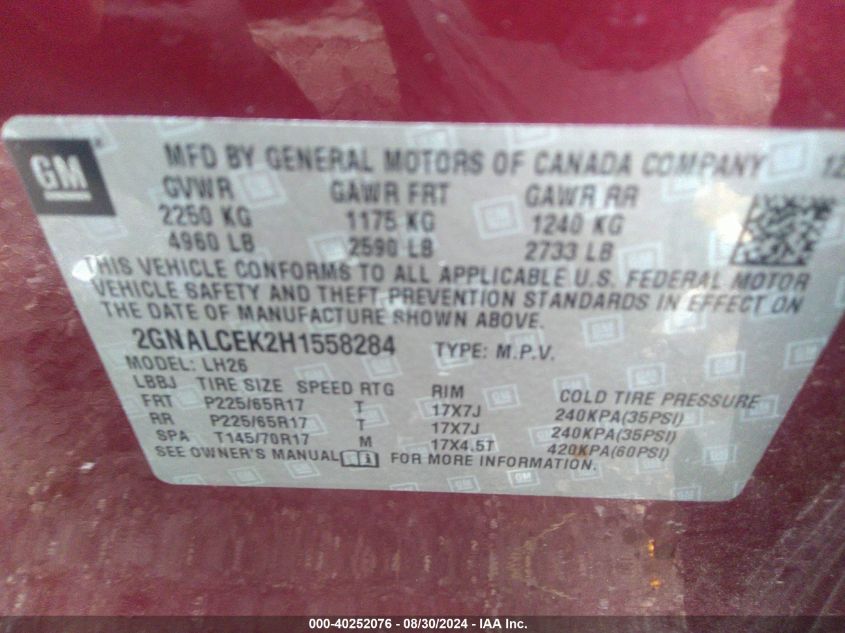 GM
MFD BY GENERAL MOTORS OF CANADA COMPANY 12
GVWR GAWR FRT GAWR RR
2250 KG 1175 KG 1240 KG
4960 LB 2590 LB 2733 LB
THIS VEHICLE CONFORMS TO ALL APPLICABLE U.S. FEDERAL MOTOR
VEHICLE SAFETY AND THEFT PREVENTION STANDARDS IN EFFECT ON
THE DATE OF MANUFACTURE SHOWN ABOVE.
2GNALCEK2H1558284 TYPE: M.P.V.
MODEL: LH26
LBBJ TIRE SIZE SPEED RTG RIM COLD TIRE PRESSURE
FRT P225/65R17 T 17X7J 240KPA(35PSI)
RR P225/65R17 T 17X7J 240KPA(35PSI)
SPA T145/70R17 M 17X4.5T 420KPA(60PSI)
SEE OWNER'S MANUAL FOR MORE INFORMATION.
000-40252076 - 08/30/2024 - IAA Inc.